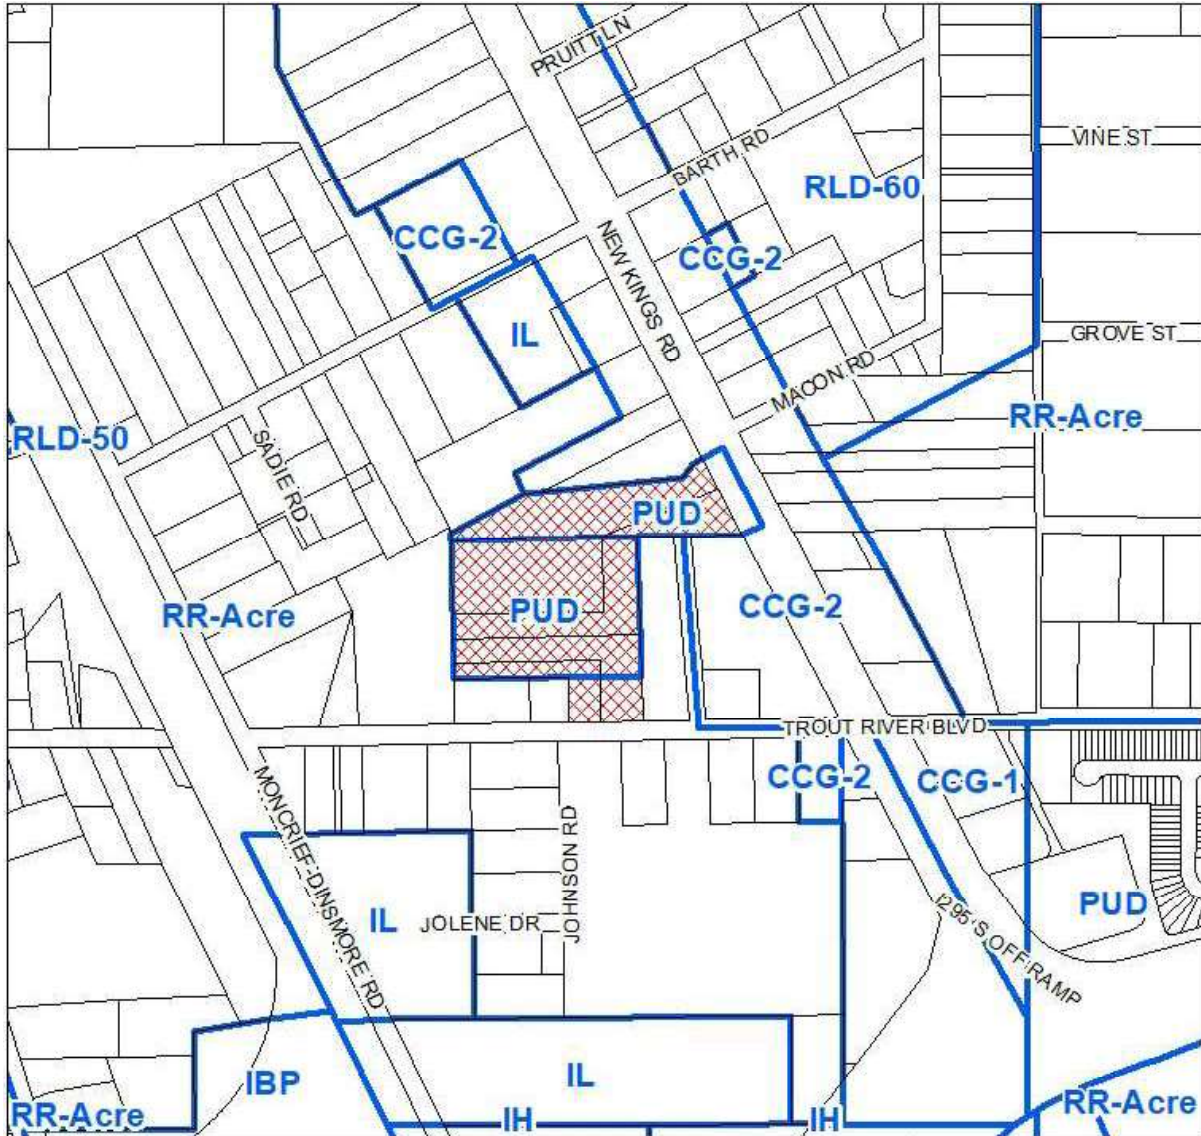 PRUITT LN
VINE ST
BARTH RD
RLD-60
CCG-2
CCG-2
NEW KINGS RD
IL
GROVE ST
MACON RD
RR-Acre
RLD-50
SADIE RD
PUD
PUD
CCG-2
RR-Acre
TROUT RIVER BLVD
CCG-2
CCG-1
MONCRIEF-DINSMORE RD
JOHNSON RD
PUD
IL
JOLENE DR
I295 S OFF RAMP
IL
IBP
RR-Acre
RR-Acre
IH
IH